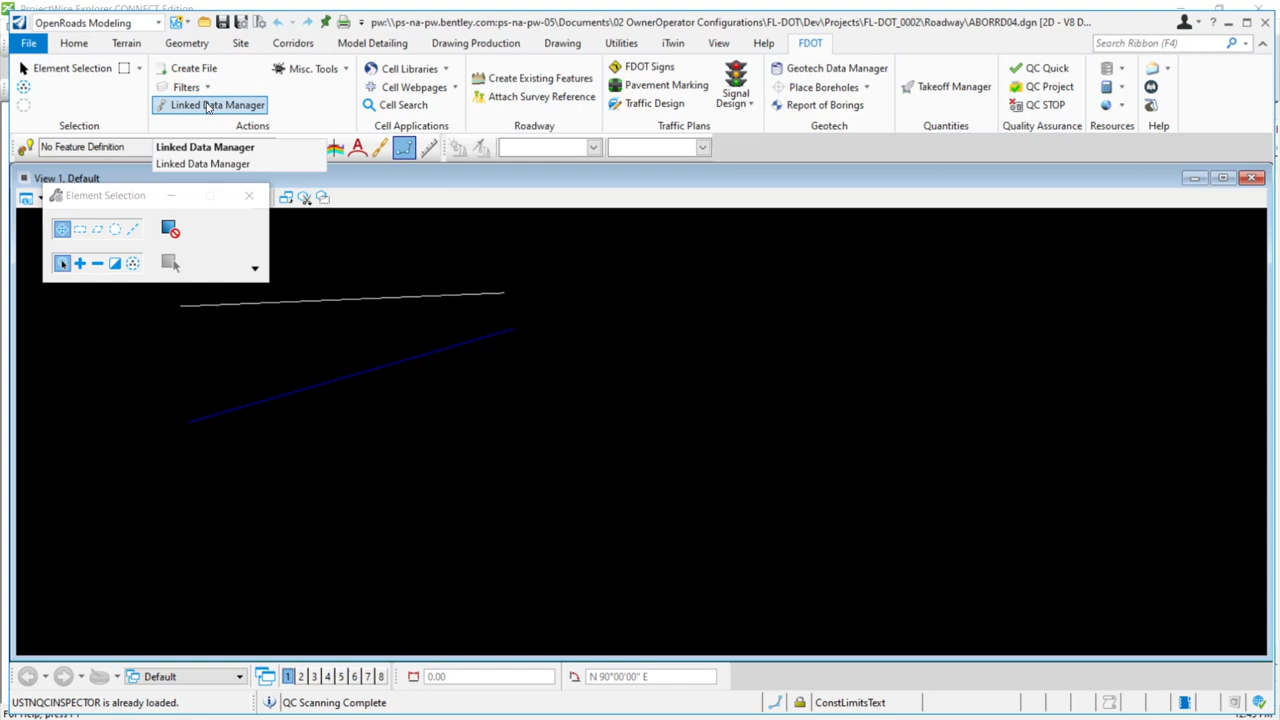 ProjectWise Explorer CONNECT Edition
OpenRoads Modeling
pwc:\\ps-na-pw.bentley.com:ps-na-pw-05\Documents\02 OwnerOperator Configurations\FL-DOT\Dev\Projects\FL-DOT_0002\Roadway\ABORRD04.dgn [2D - V8 D...
File Home Terrain Geometry Site Corridors Model Detailing Drawing Production Drawing Utilities iTwin View Help FDOT Search Ribbon (F4)
Element Selection Create File Misc. Tools Cell Libraries Create Existing Features FDOT Signs Signal Design Geotech Data Manager Takeoff Manager QC Quick
Filters Cell Webpages Attach Survey Reference Pavement Marking Place Boreholes QC Project
Linked Data Manager Cell Search Traffic Design Report of Borings QC STOP
Selection Actions Cell Applications Roadway Traffic Plans Geotech Quantities Quality Assurance Resources Help
No Feature Definition
Linked Data Manager
Linked Data Manager
View 1, Default
Element Selection
Default 1 2 3 4 5 6 7 8 0.00 N 90°00'00" E
USTNQCINSPECTOR is already loaded. QC Scanning Complete ConstLimitsText